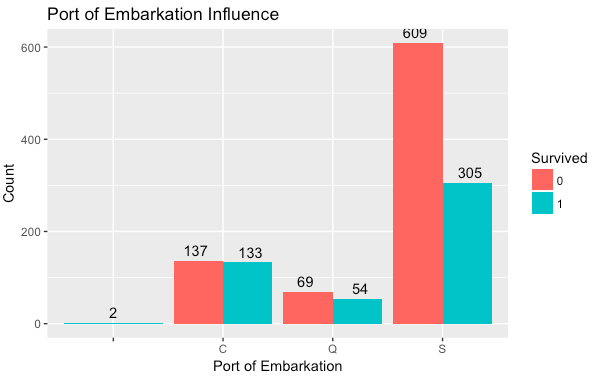 Port of Embarkation Influence
609
600
400
305
Survived
0
1
Count
200
137
133
69
54
2
0
C
Q
S
Port of Embarkation